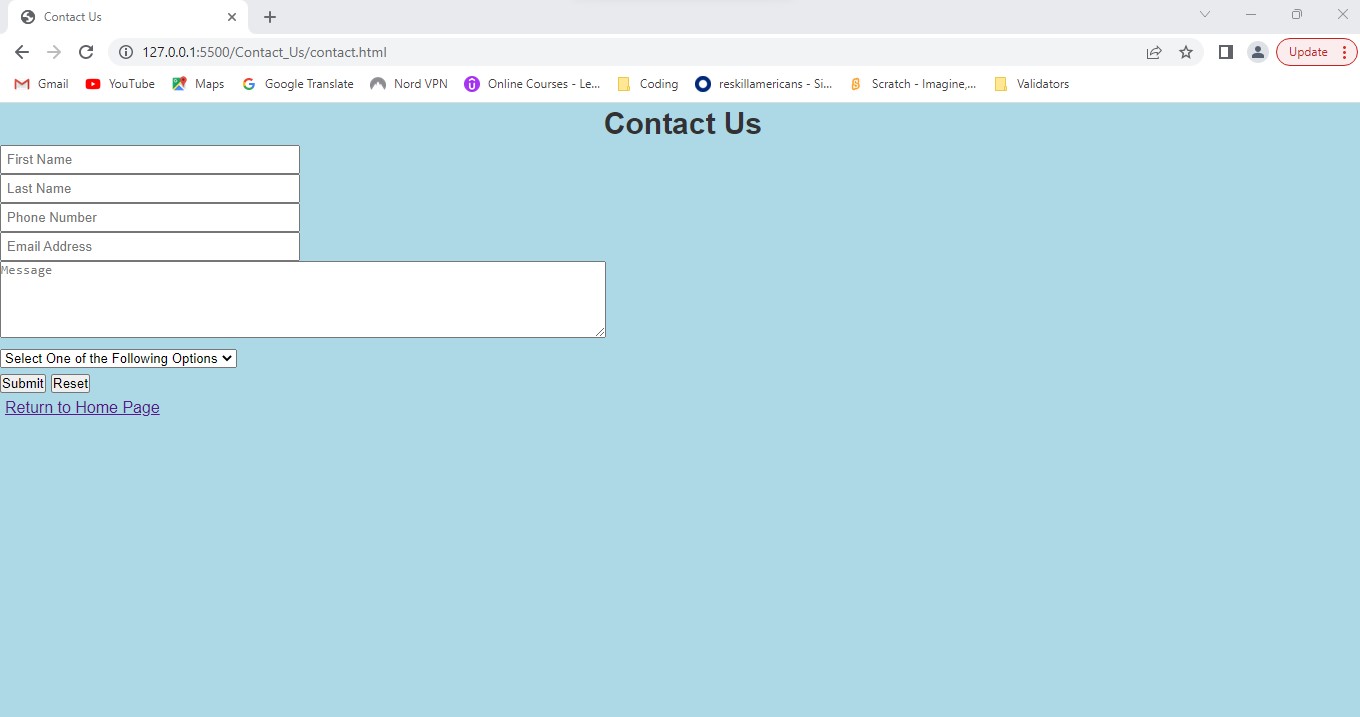 Contact Us
127.0.0.1:5500/Contact_Us/contact.html Update
Gmail YouTube Maps Google Translate Nord VPN Online Courses - Le... Coding reskillamericans - Si... Scratch - Imagine,... Validators
Contact Us
First Name
Last Name
Phone Number
Email Address
Message
Select One of the Following Options
Submit Reset
Return to Home Page